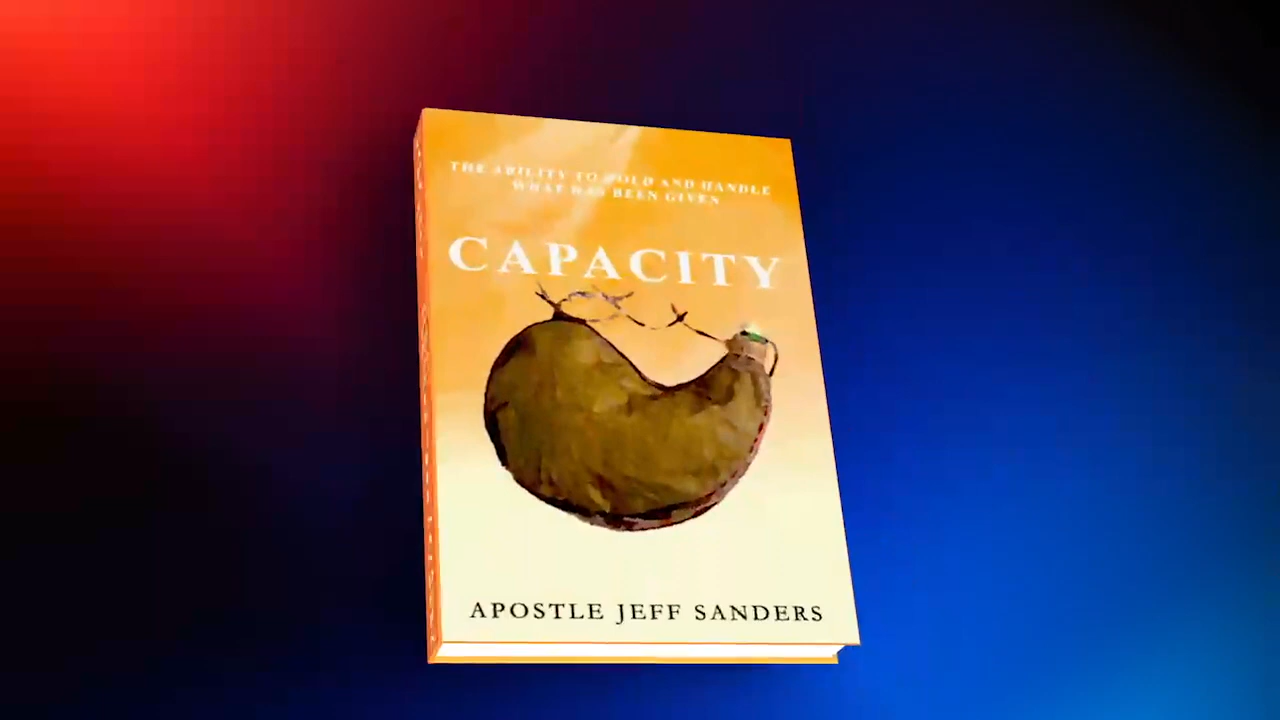 THE ABILITY TO HOLD AND HANDLE
WHAT HAS BEEN GIVEN
CAPACITY
APOSTLE JEFF SANDERS